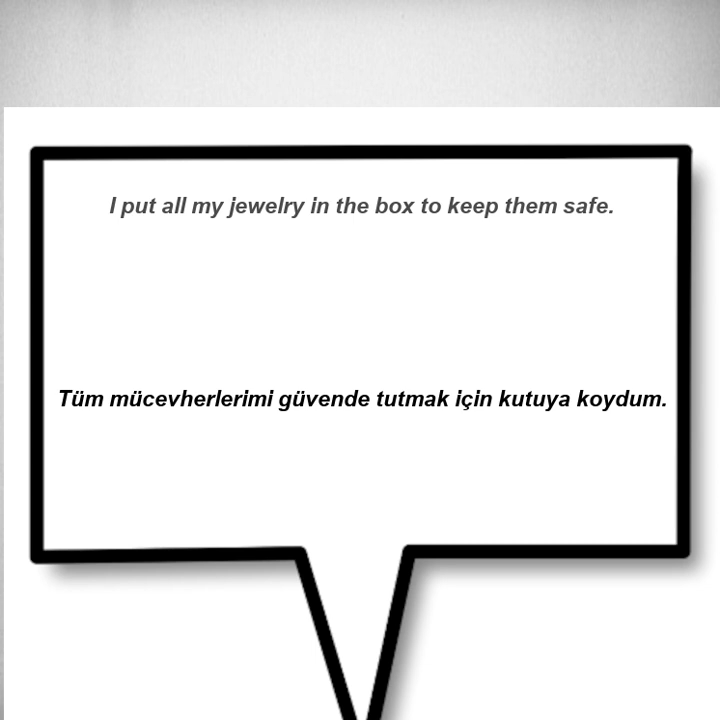 I put all my jewelry in the box to keep them safe.
Tüm mücevherlerimi güvende tutmak için kutuya koydum.